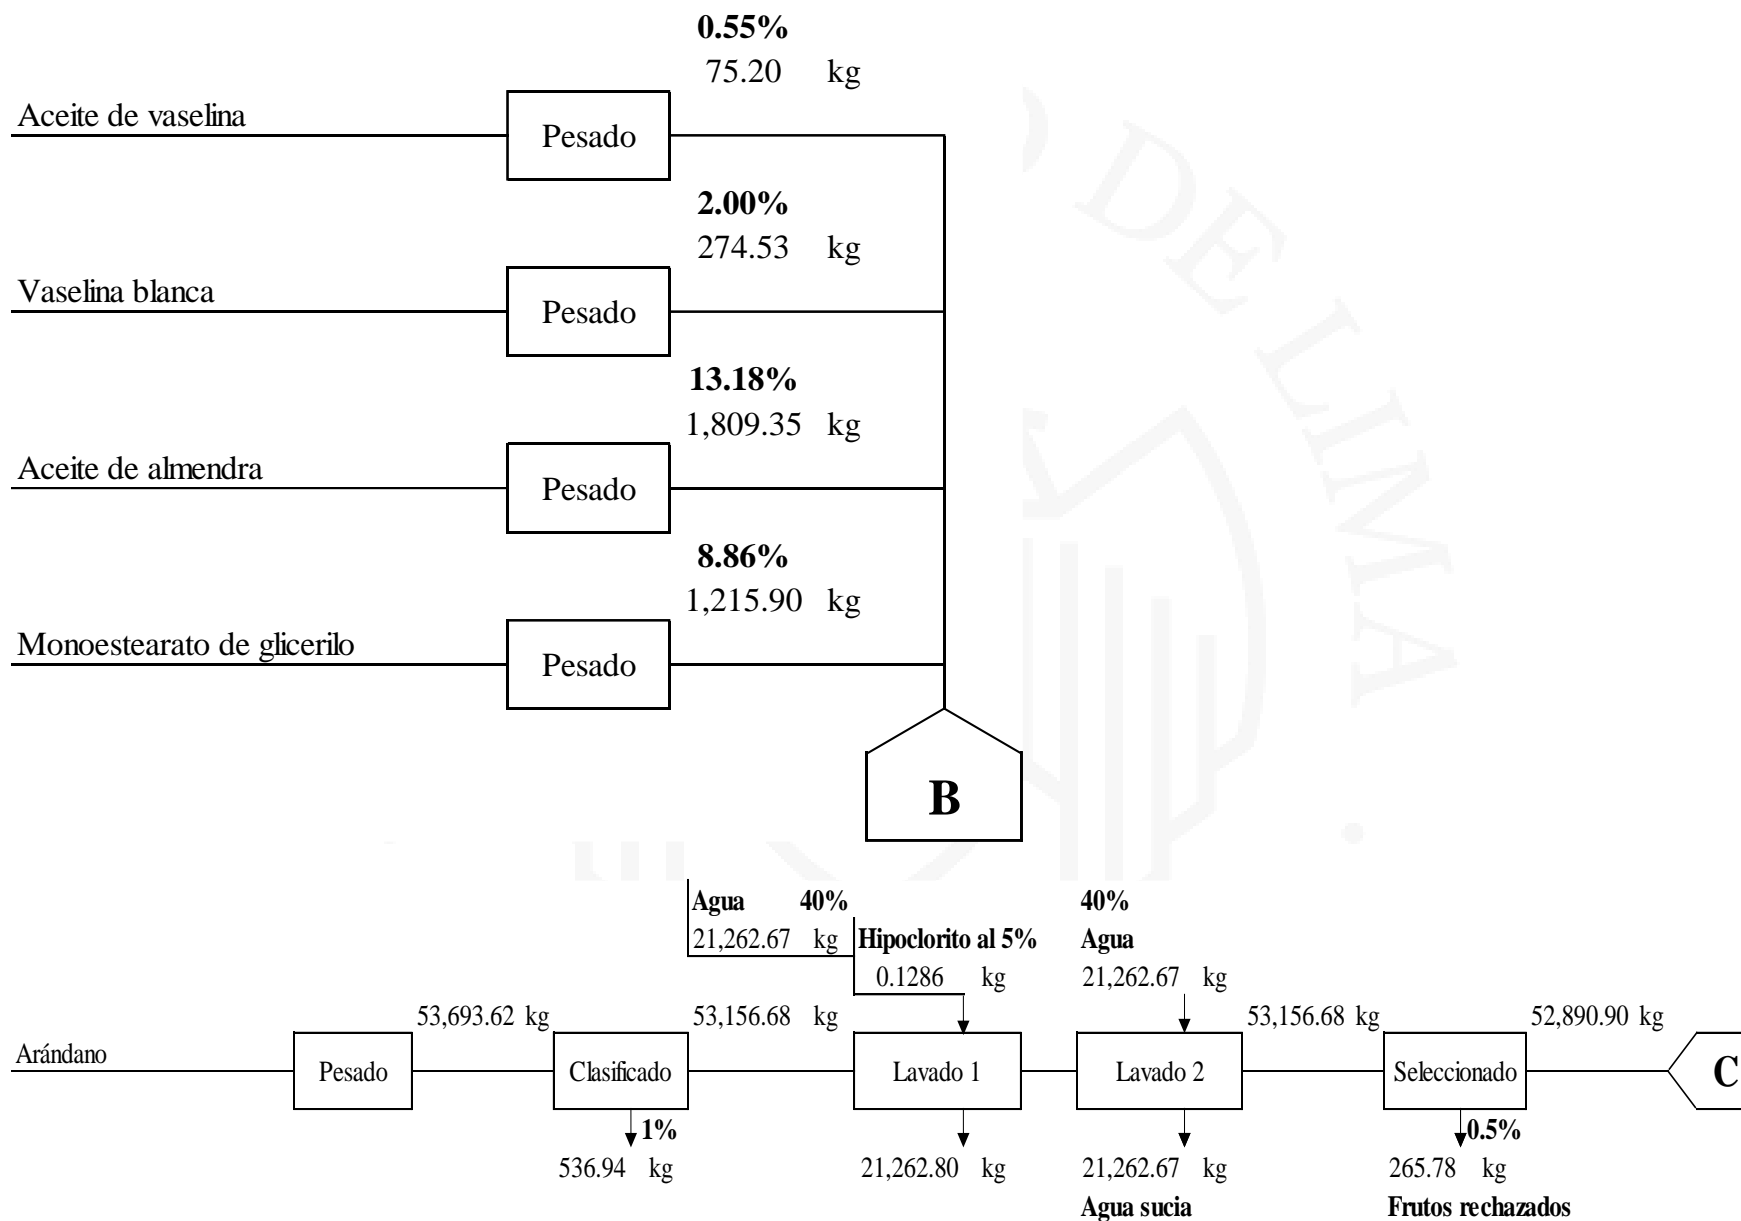 0.55%
75.20 kg
Aceite de vaselina
Pesado
2.00%
274.53 kg
Vaselina blanca
Pesado
13.18%
1,809.35 kg
Aceite de almendra
Pesado
8.86%
1,215.90 kg
Monoestearato de glicerilo
Pesado
B
DE LIMA
Agua 40%
21,262.67 kg
Hipoclorito al 5%
0.1286 kg
40%
Agua
21,262.67 kg
53,693.62 kg
53,156.68 kg
53,156.68 kg
52,890.90 kg
Arándano
Pesado
Clasificado
Lavado 1
Lavado 2
Seleccionado
C
1%
536.94 kg
21,262.80 kg
21,262.67 kg
Agua sucia
0.5%
265.78 kg
Frutos rechazados